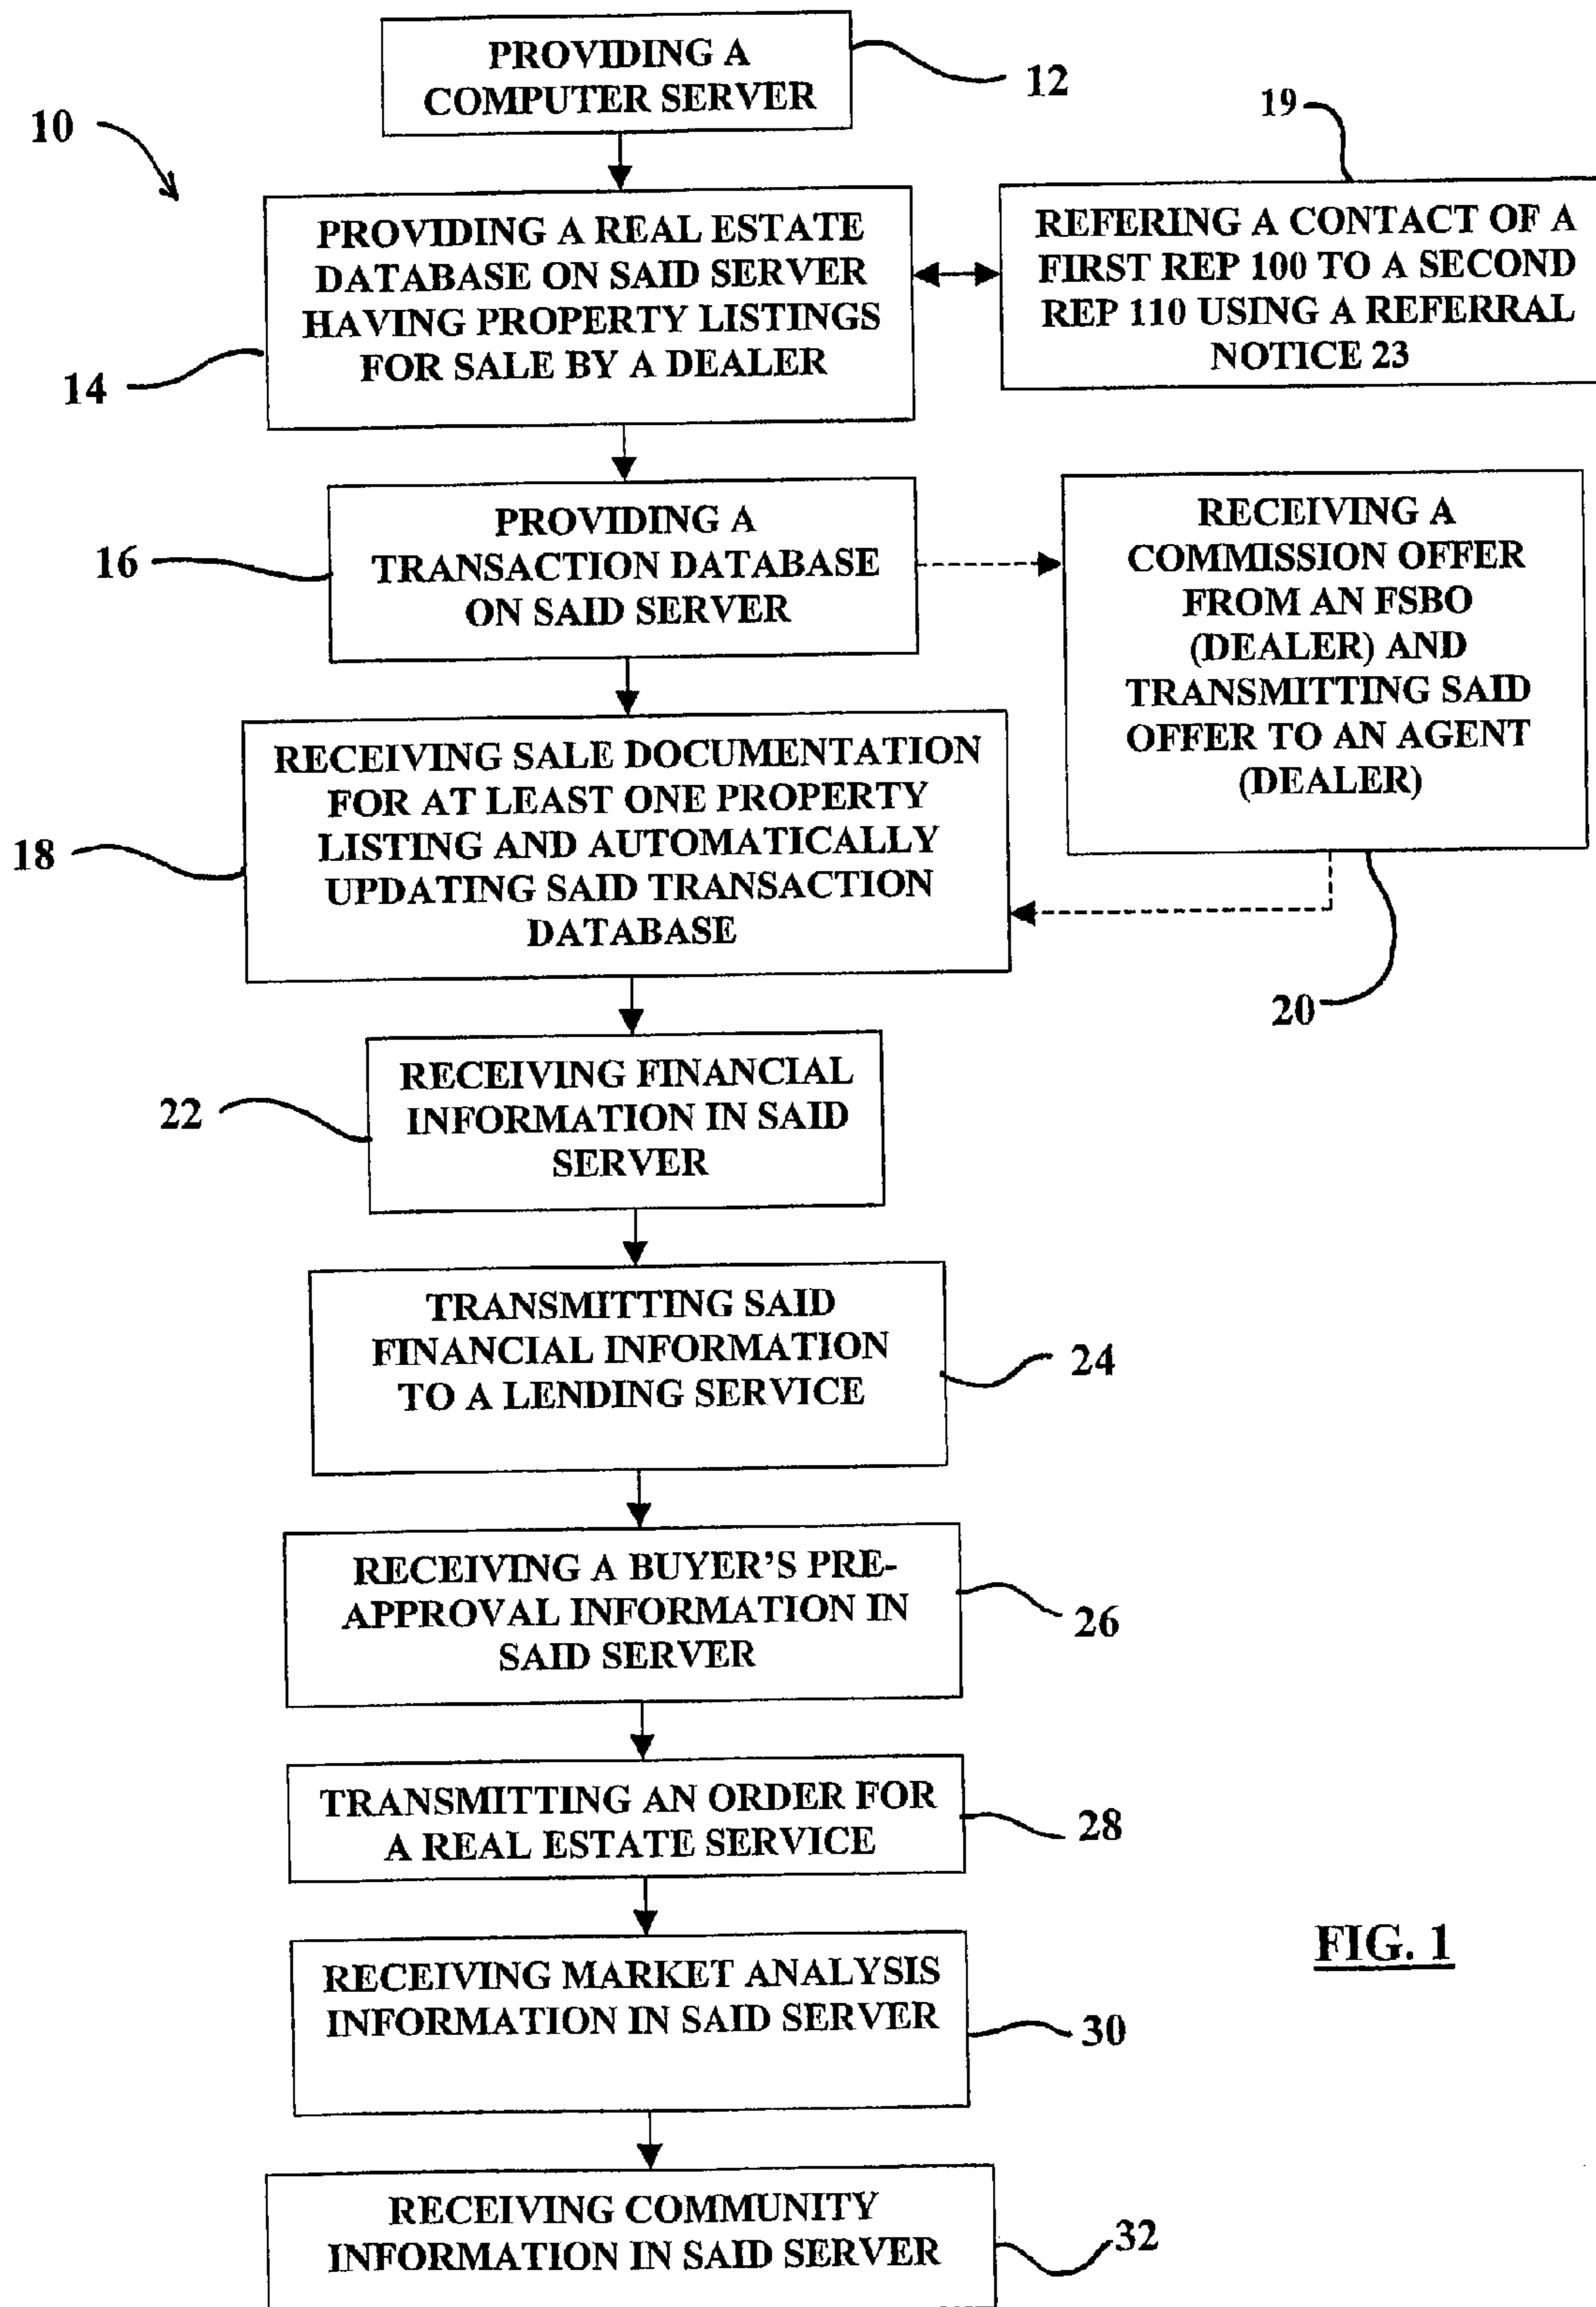 PROVIDING A
COMPUTER SERVER
12
10
19
PROVIDING A REAL ESTATE
DATABASE ON SAID SERVER
HAVING PROPERTY LISTINGS
FOR SALE BY A DEALER
14
REFERING A CONTACT OF A
FIRST REP 100 TO A SECOND
REP 110 USING A REFERRAL
NOTICE 23
PROVIDING A
TRANSACTION DATABASE
ON SAID SERVER
16
RECEIVING A
COMMISSION OFFER
FROM AN FSBO
(DEALER) AND
TRANSMITTING SAID
OFFER TO AN AGENT
(DEALER)
20
RECEIVING SALE DOCUMENTATION
FOR AT LEAST ONE PROPERTY
LISTING AND AUTOMATICALLY
UPDATING SAID TRANSACTION
DATABASE
18
RECEIVING FINANCIAL
INFORMATION IN SAID
SERVER
22
TRANSMITTING SAID
FINANCIAL INFORMATION
TO A LENDING SERVICE
24
RECEIVING A BUYER'S PRE-
APPROVAL INFORMATION IN
SAID SERVER
26
TRANSMITTING AN ORDER FOR
A REAL ESTATE SERVICE
28
RECEIVING MARKET ANALYSIS
INFORMATION IN SAID SERVER
30
RECEIVING COMMUNITY
INFORMATION IN SAID SERVER
32
FIG. 1